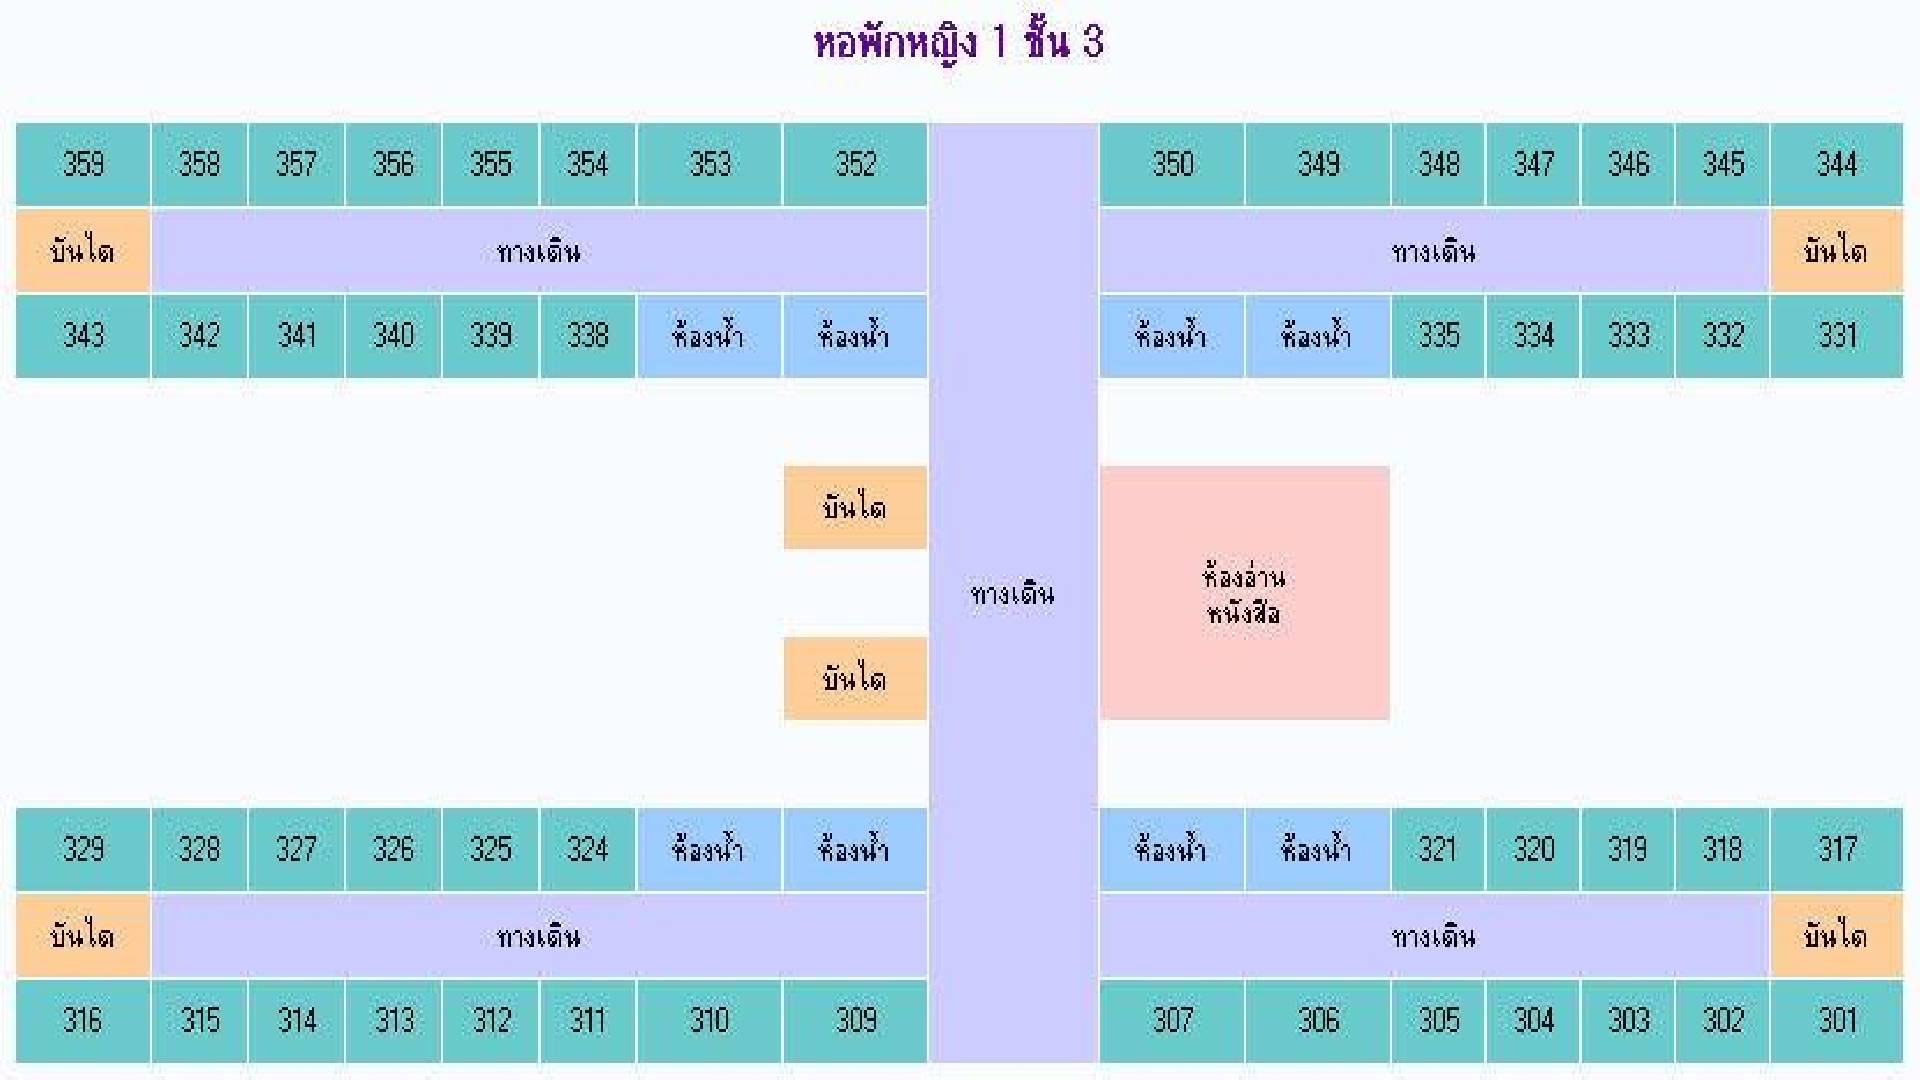 หอพักหญิง 1 ชั้น 3
359 358 357 356 355 354 353 352 350 349 348 347 346 345 344
บันได ทางเดิน ทางเดิน บันได
343 342 341 340 339 338 ห้องน้ำ ห้องน้ำ ห้องน้ำ ห้องน้ำ 335 334 333 332 331
บันได
ทางเดิน
ห้องอ่าน
หนังสือ
บันได
329 328 327 326 325 324 ห้องน้ำ ห้องน้ำ ห้องน้ำ ห้องน้ำ 321 320 319 318 317
บันได ทางเดิน ทางเดิน บันได
316 315 314 313 312 311 310 309 307 306 305 304 303 302 301